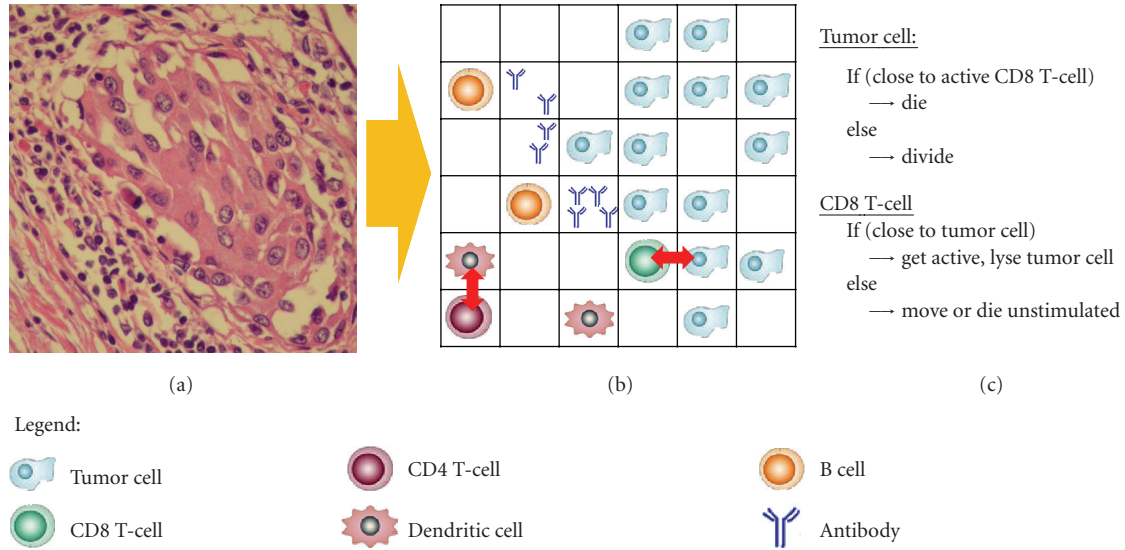 Tumor cell:
If (close to active CD8 T-cell)
→ die
else
→ divide
CD8 T-cell
If (close to tumor cell)
→ get active, lyse tumor cell
else
→ move or die unstimulated
(a)
(b)
(c)
Legend:
Tumor cell
CD4 T-cell
B cell
CD8 T-cell
Dendritic cell
Antibody